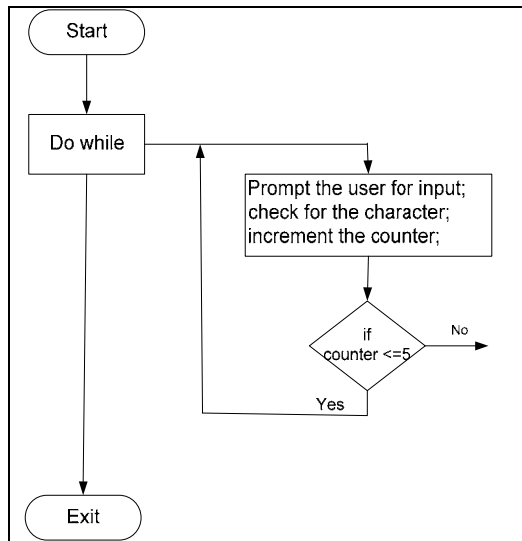 Start
Do while
Prompt the user for input;
check for the character;
increment the counter;
if
counter <=5
No
Yes
Exit